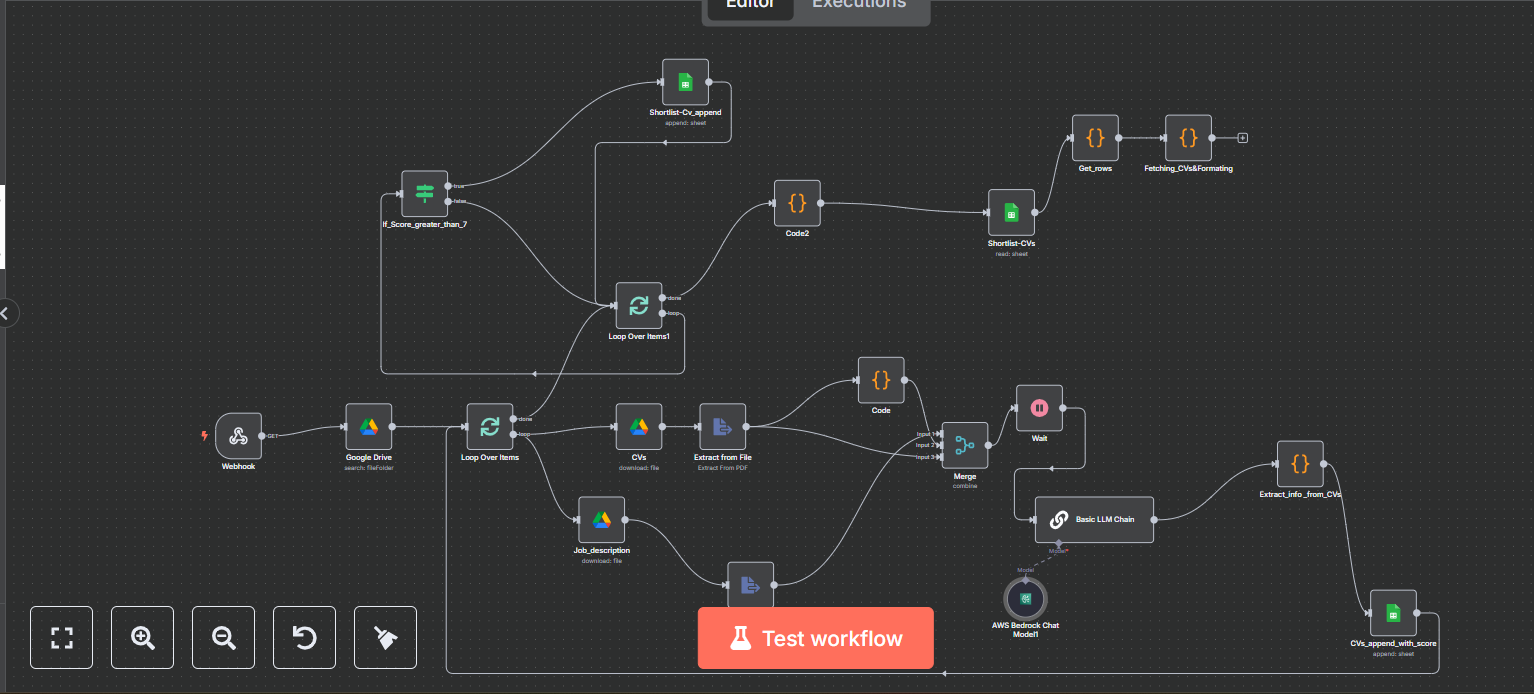 Editor
Executions
Shortlist-Cv_append
append: sheet
Get_rows
Fetching_CVs&Formating
true
false
If_Score_greater_than_7
Code2
Shortlist-CVs
read: sheet
done
loop
Loop Over Items1
Code
Webhook
GET
Google Drive
search: fileFolder
done
loop
Loop Over Items
CVs
download: file
Extract from File
Extract From PDF
Input 1
Input 2
Input 3
Merge
combine
Wait
Extract_info _from_CVs
Basic LLM Chain
Model*
Job_description
download: file
Model
AWS Bedrock Chat
Model1
CVs_append_with_score
append: sheet
Test workflow